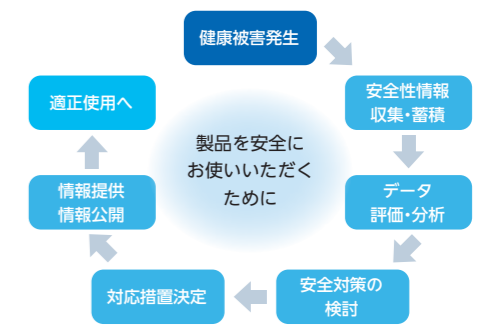 健康被害発生
安全性情報
収集・蓄積
データ
評価・分析
安全対策の
検討
対応措置決定
情報提供
情報公開
適正使用へ
製品を安全に
お使いいただく
ために